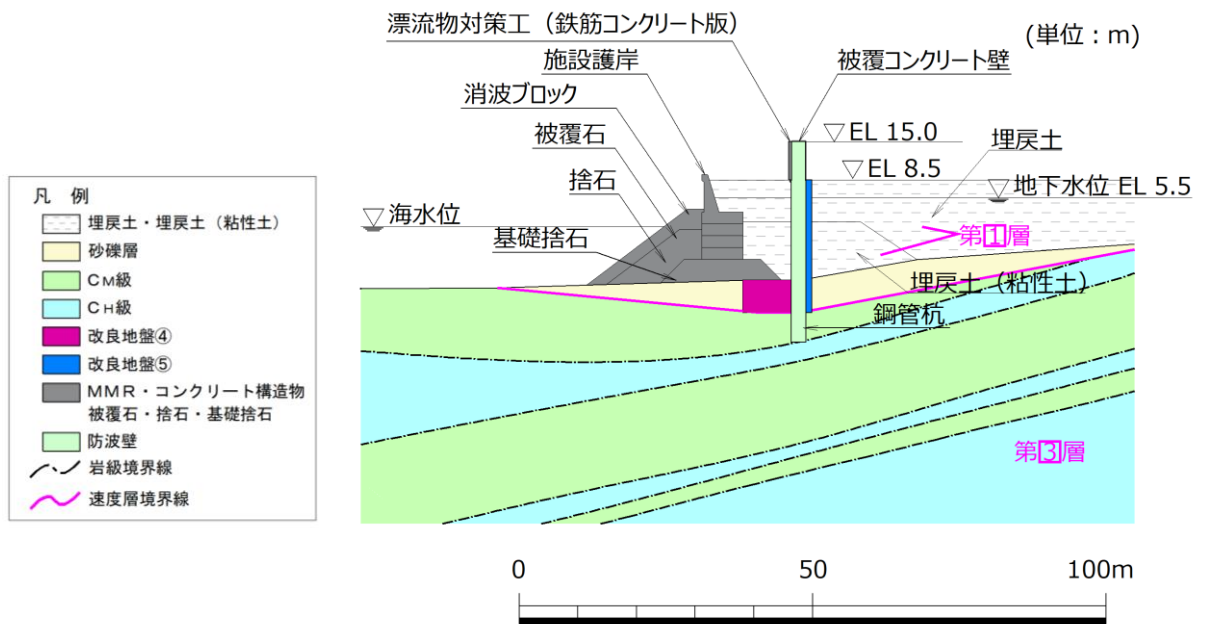 漂流物対策工（鉄筋コンクリート版）
(単位：m)
施設護岸
被覆コンクリート壁
消波ブロック
被覆石
EL 15.0
埋戻土
捨石
EL 8.5
地下水位 EL 5.5
海水位
基礎捨石
第1層
埋戻土（粘性土）
鋼管杭
第3層
凡 例
埋戻土・埋戻土（粘性土）
砂礫層
CM級
CH級
改良地盤④
改良地盤⑤
MMR・コンクリート構造物
被覆石・捨石・基礎捨石
防波壁
岩級境界線
速度層境界線
0
50
100m